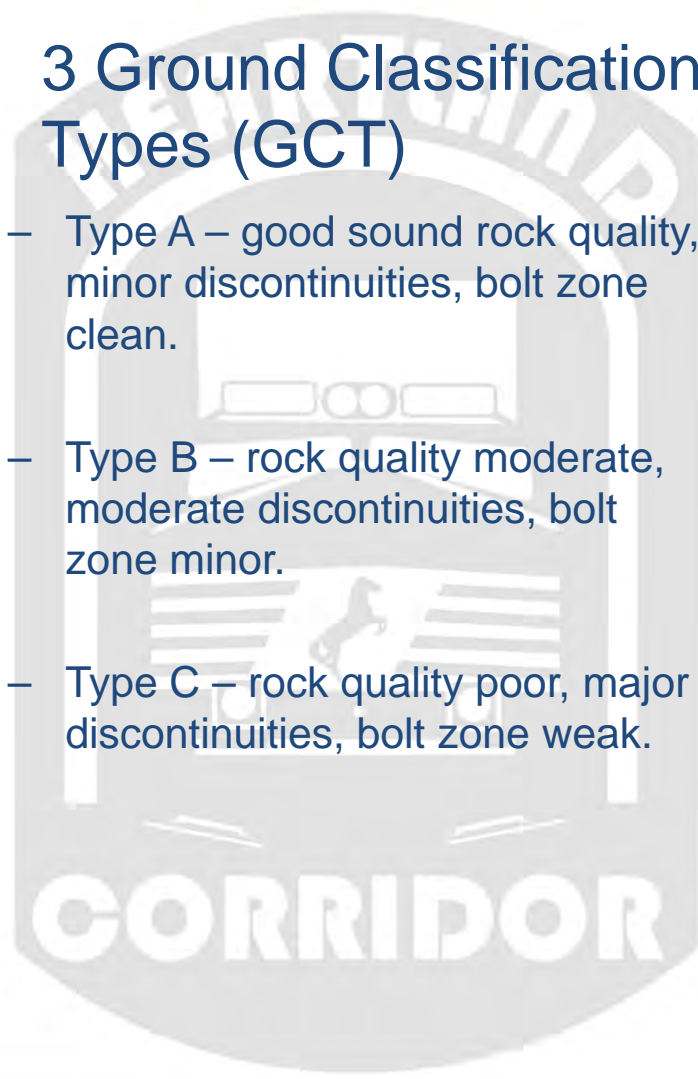 3 Ground Classification
Types (GCT)
HEARTLAND
– Type A – good sound rock quality,
minor discontinuities, bolt zone
clean.
– Type B – rock quality moderate,
moderate discontinuities, bolt
zone minor.
– Type C – rock quality poor, major
discontinuities, bolt zone weak.
CORRIDOR